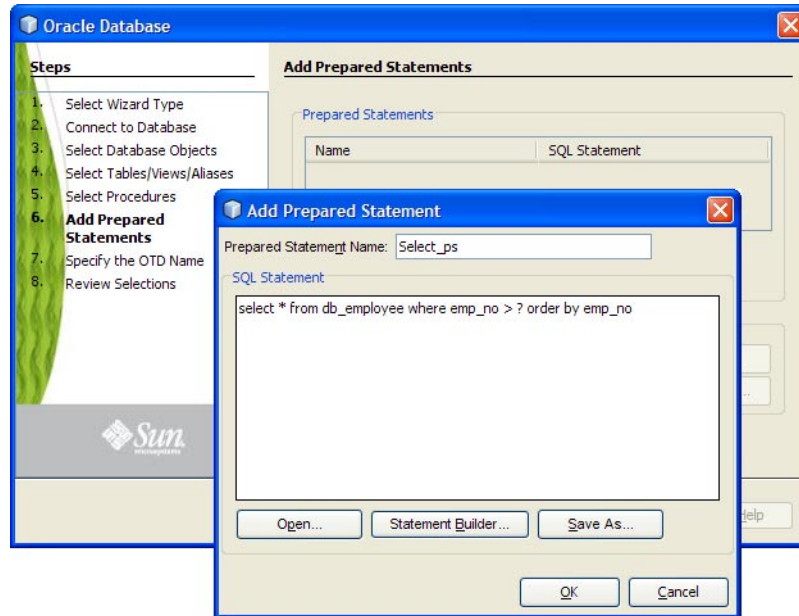 Oracle Database
Steps
1. Select Wizard Type
2. Connect to Database
3. Select Database Objects
4. Select Tables/Views/Aliases
5. Select Procedures
6. Add Prepared
Statements
7. Specify the OTD Name
8. Review Selections
Sun
microsystems
Add Prepared Statements
Prepared Statements
Name SQL Statement
...
Help
Add Prepared Statement
Prepared Statement Name: Select_ps
SQL Statement
select * from db_employee where emp_no > ? order by emp_no
Open... Statement Builder... Save As...
OK Cancel